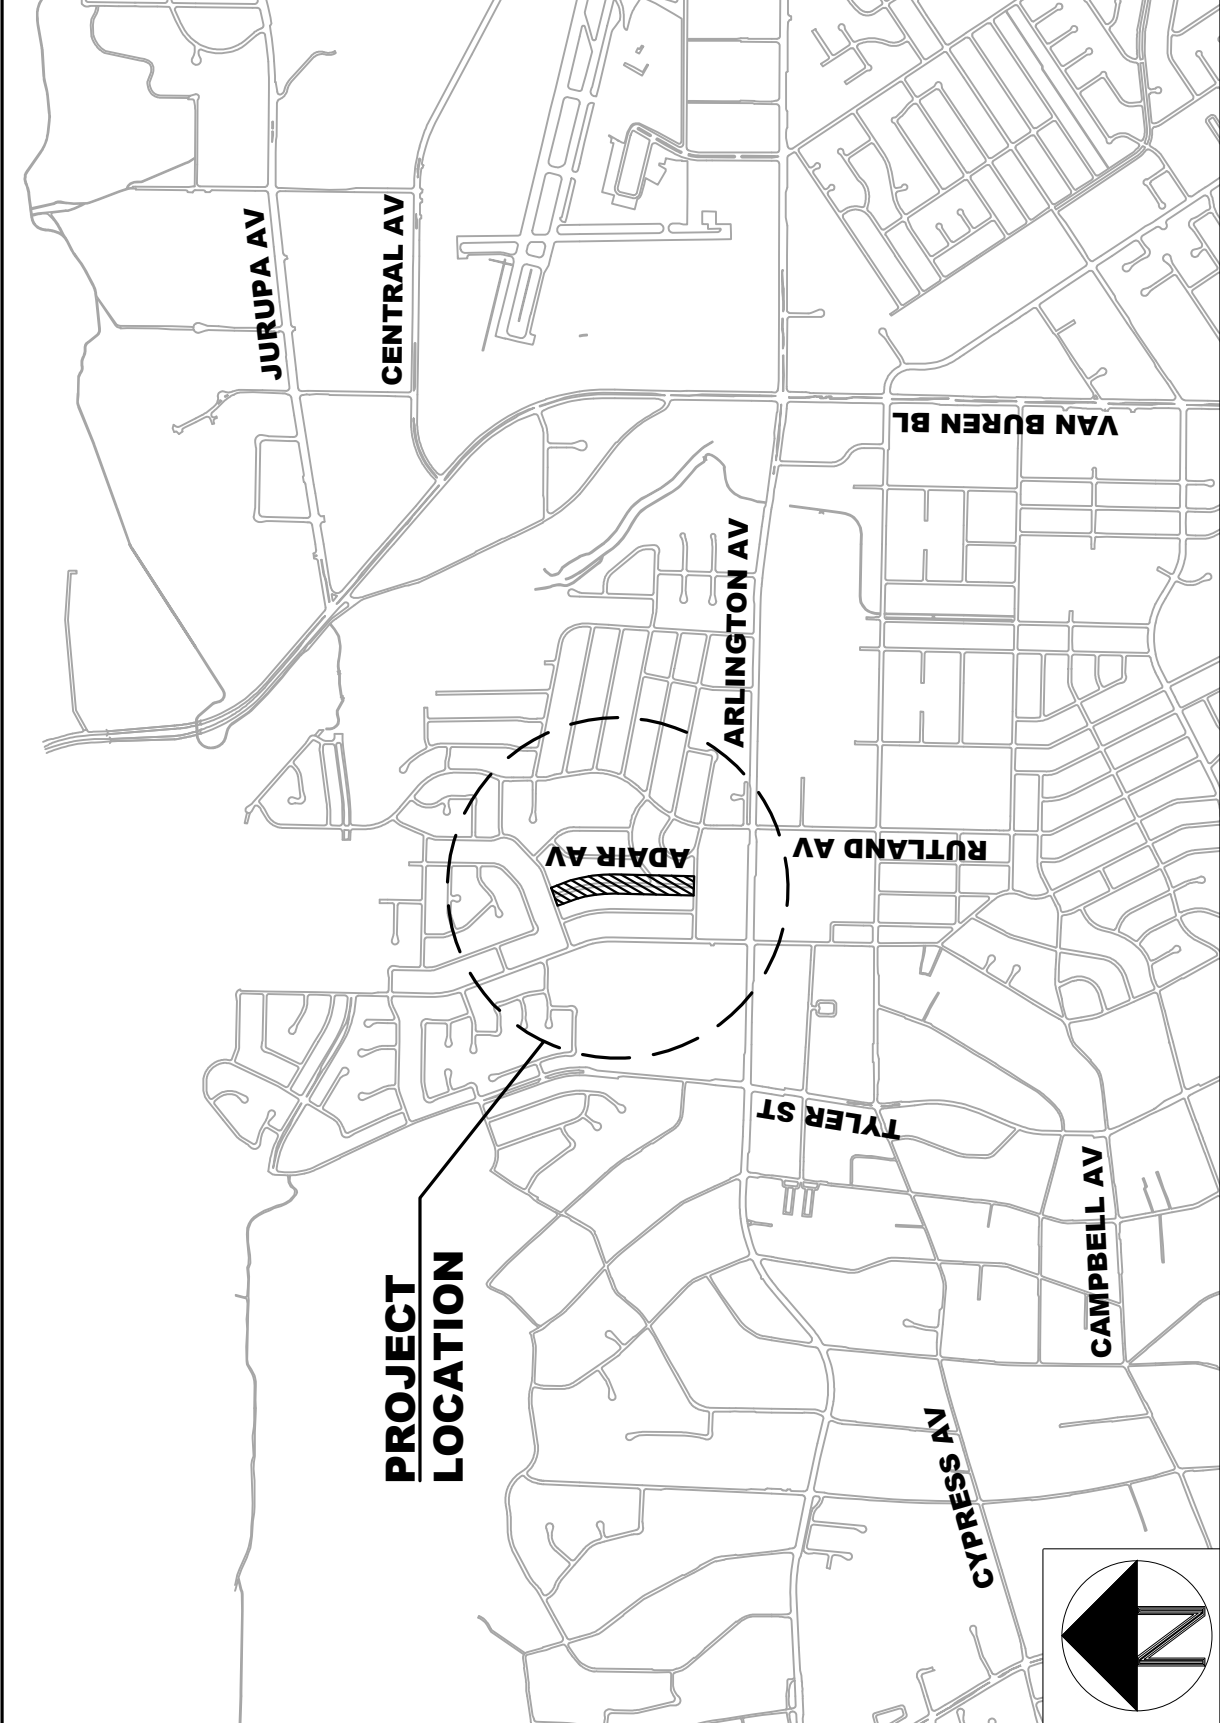 JURUPA AV
CENTRAL AV
VAN BUREN BL
ARLINGTON AV
ADAIR AV
RUTLAND AV
TYLER ST
PROJECT
LOCATION
CAMPBELL AV
CYPRESS AV
N